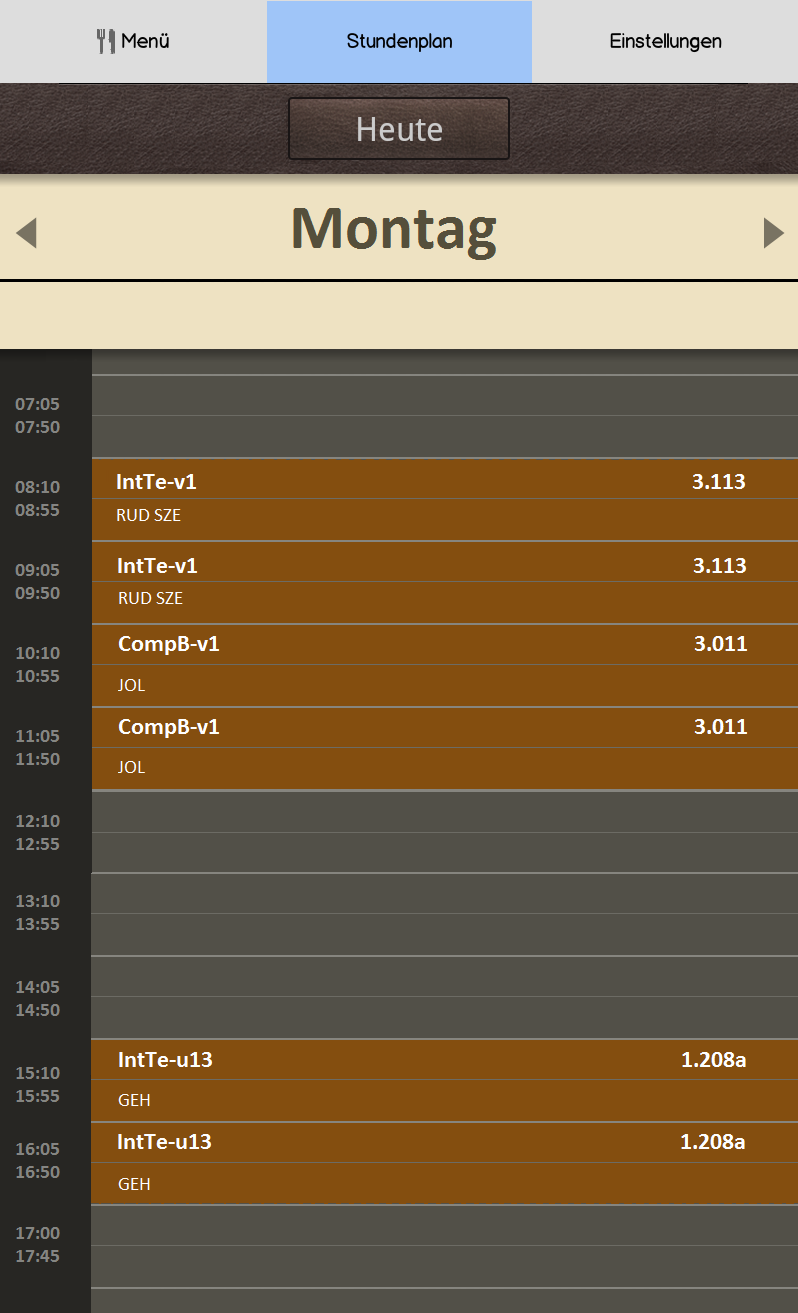 Menü Stundenplan Einstellungen
Heute
Montag
07:05
07:50
08:10 IntTe-v1 3.113
08:55 RUD SZE
09:05 IntTe-v1 3.113
09:50 RUD SZE
10:10 CompB-v1 3.011
10:55 JOL
11:05 CompB-v1 3.011
11:50 JOL
12:10
12:55
13:10
13:55
14:05
14:50
15:10 IntTe-u13 1.208a
15:55 GEH
16:05 IntTe-u13 1.208a
16:50 GEH
17:00
17:45